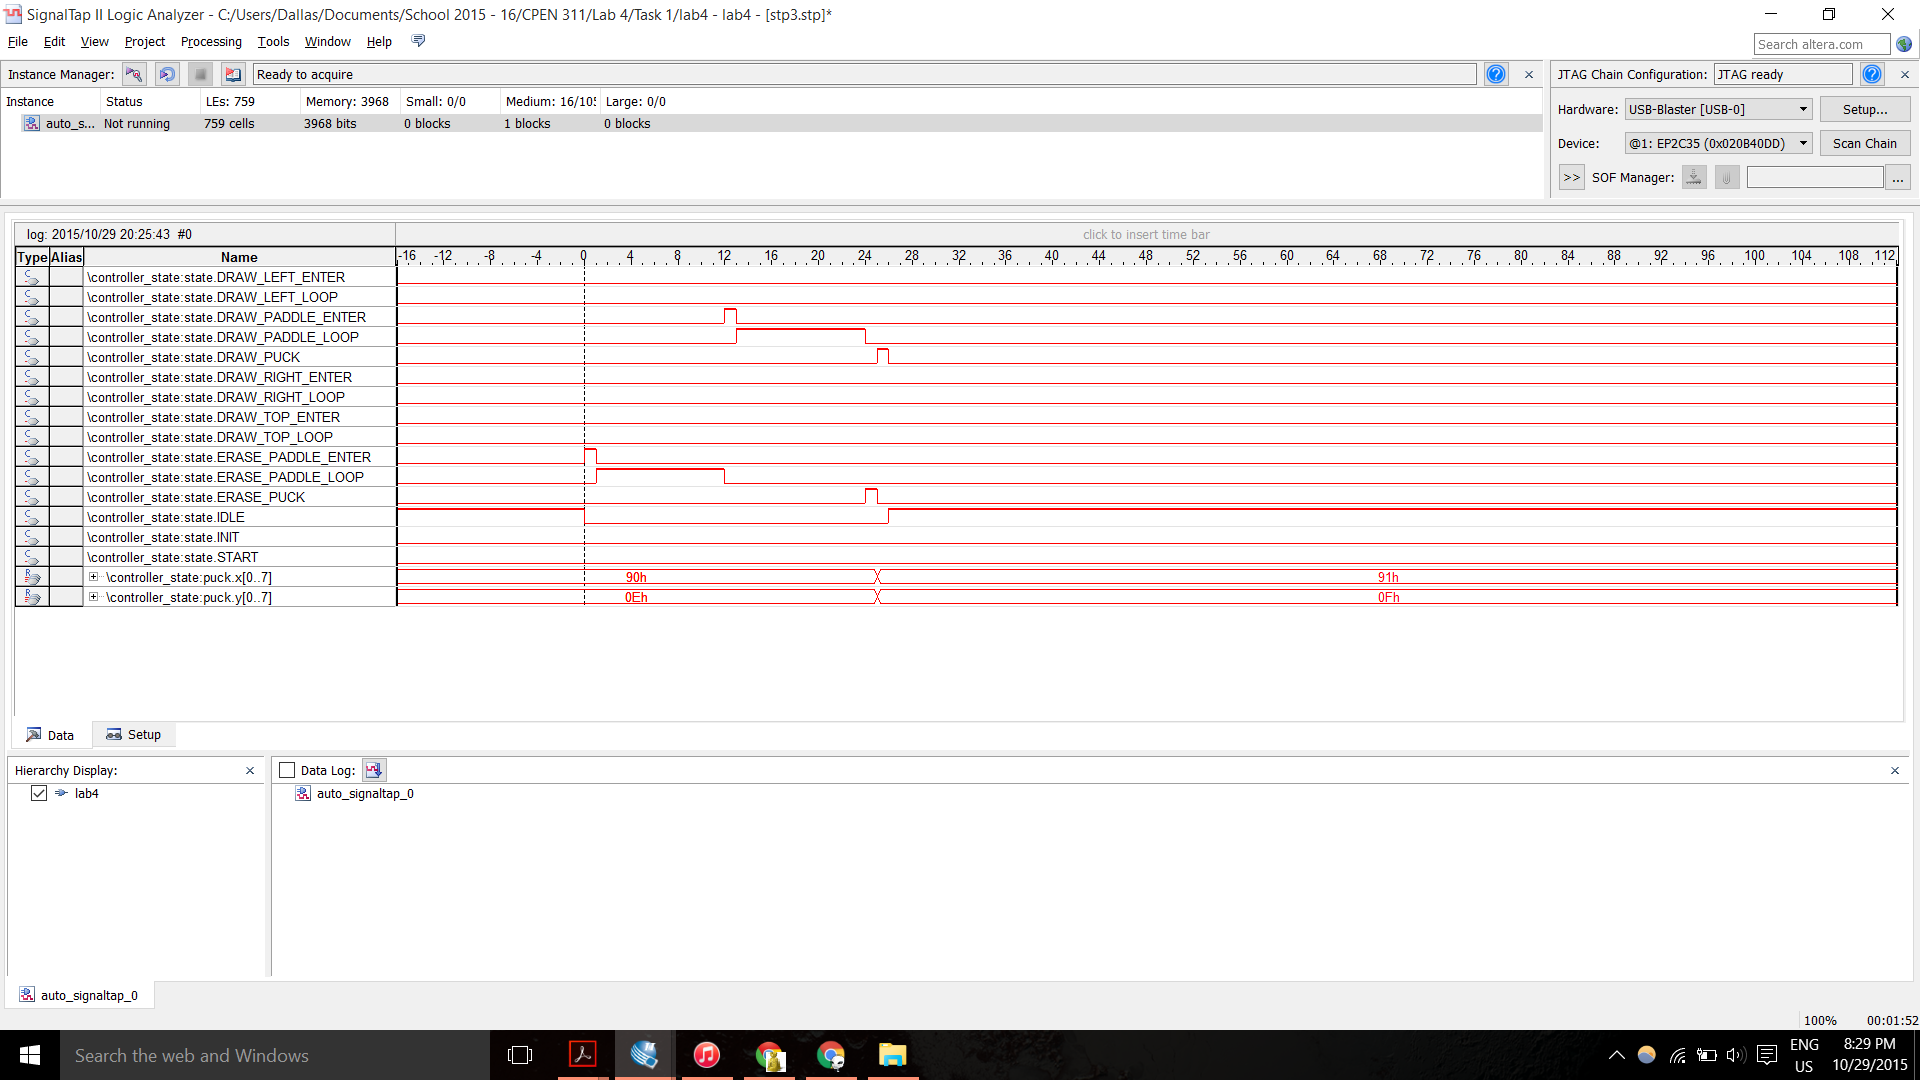 SignalTap II Logic Analyzer - C:/Users/Dallas/Documents/School 2015 - 16/CPEN 311/Lab 4/Task 1/lab4 - lab4 - [stp3.stp]*
File Edit View Project Processing Tools Window Help
Search altera.com
Instance Manager: Ready to acquire
JTAG Chain Configuration: JTAG ready
Instance Status LEs: 759 Memory: 3968 Small: 0/0 Medium: 16/105 Large: 0/0
auto_s... Not running 759 cells 3968 bits 0 blocks 1 blocks 0 blocks
Hardware: USB-Blaster [USB-0] Setup...
Device: @1: EP2C35 (0x020B40DD) Scan Chain
>> SOF Manager: ...
log: 2015/10/29 20:25:43 #0 click to insert time bar
Type Alias Name -16 -12 -8 -4 0 4 8 12 16 20 24 28 32 36 40 44 48 52 56 60 64 68 72 76 80 84 88 92 96 100 104 108 112
\controller_state:state.DRAW_LEFT_ENTER
\controller_state:state.DRAW_LEFT_LOOP
\controller_state:state.DRAW_PADDLE_ENTER
\controller_state:state.DRAW_PADDLE_LOOP
\controller_state:state.DRAW_PUCK
\controller_state:state.DRAW_RIGHT_ENTER
\controller_state:state.DRAW_RIGHT_LOOP
\controller_state:state.DRAW_TOP_ENTER
\controller_state:state.DRAW_TOP_LOOP
\controller_state:state.ERASE_PADDLE_ENTER
\controller_state:state.ERASE_PADDLE_LOOP
\controller_state:state.ERASE_PUCK
\controller_state:state.IDLE
\controller_state:state.INIT
\controller_state:state.START
\controller_state:puck.x[0..7] 90h 91h
\controller_state:puck.y[0..7] 0Eh 0Fh
Data Setup
Hierarchy Display:
lab4
Data Log:
auto_signaltap_0
auto_signaltap_0
100% 00:01:52
Search the web and Windows
ENG
US
8:29 PM
10/29/2015